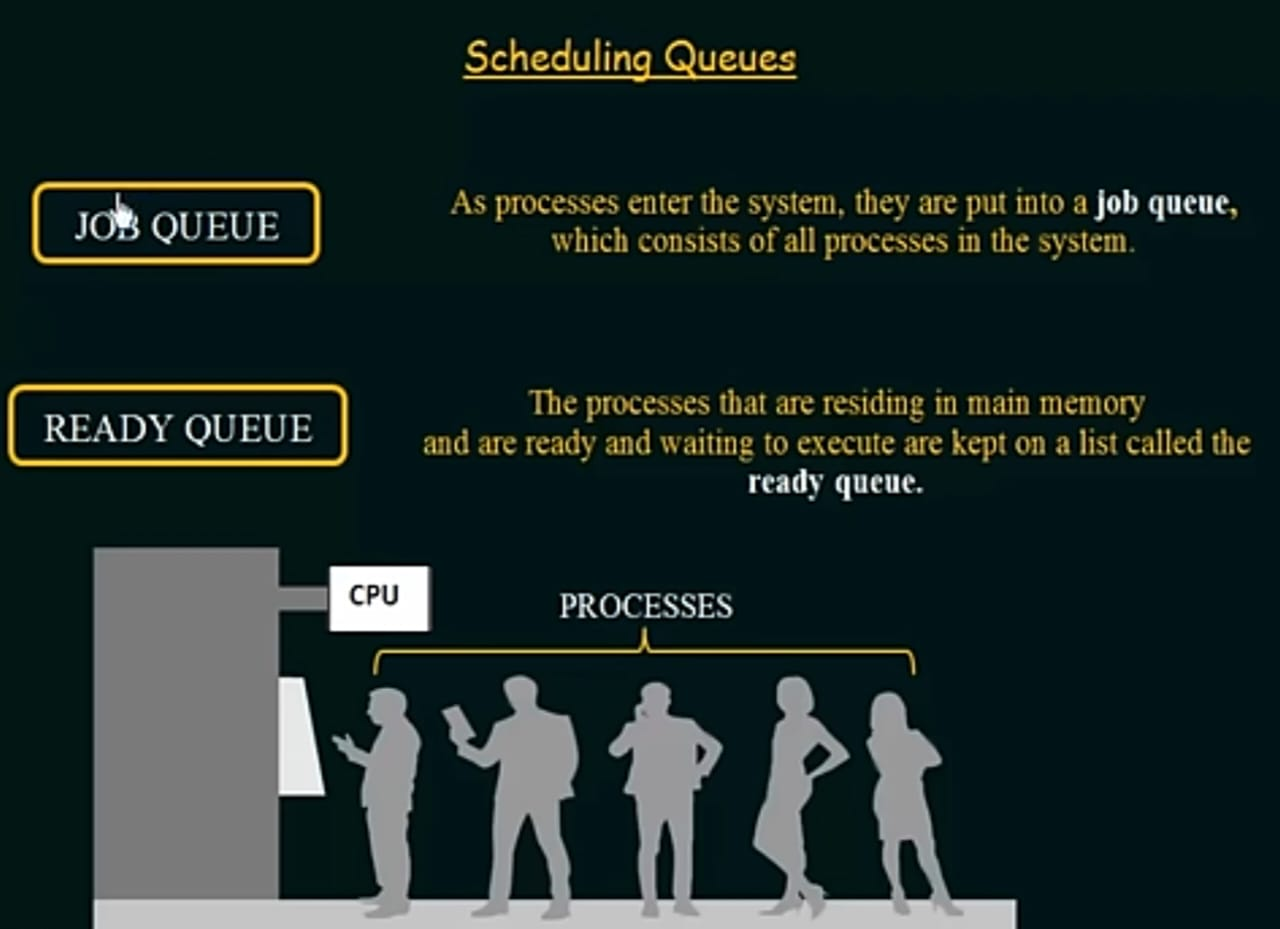 Scheduling Queues
JOB QUEUE
As processes enter the system, they are put into a job queue,
which consists of all processes in the system.
READY QUEUE
The processes that are residing in main memory
and are ready and waiting to execute are kept on a list called the
ready queue.
CPU
PROCESSES